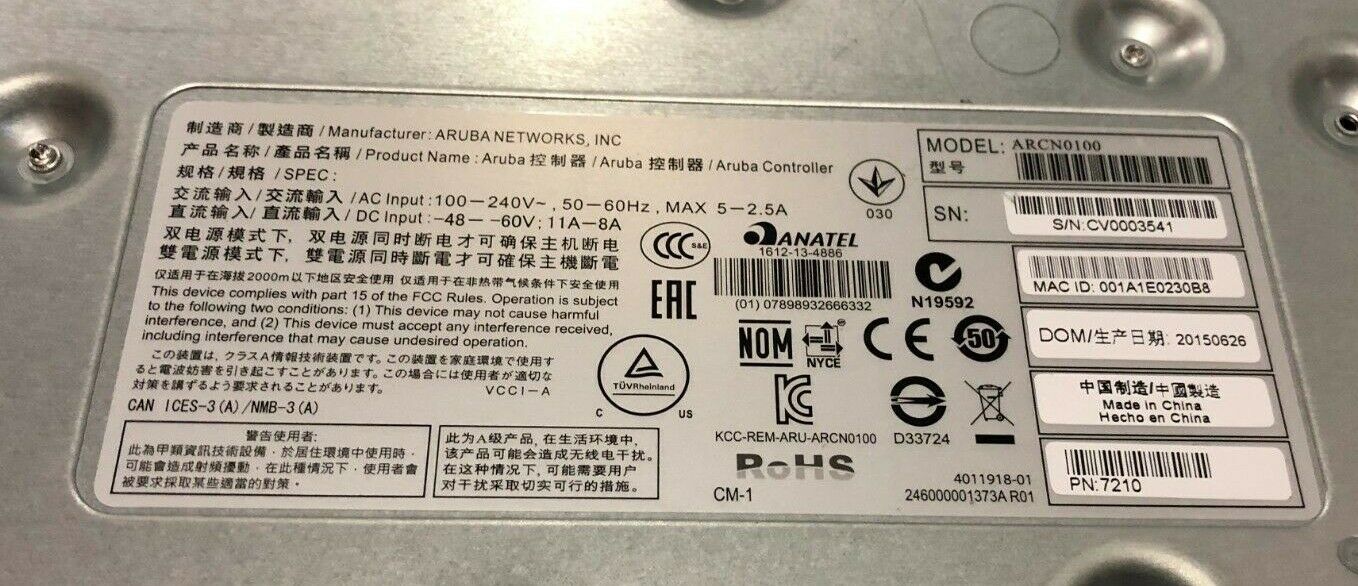 制造商/製造商/Manufacturer: ARUBA NETWORKS, INC
产品名称/產品名稱/Product Name: Aruba 控制器/Aruba 控制器/Aruba Controller
规格/規格/SPEC:
交流输入/交流輸入/AC Input:100-240V~, 50-60Hz, MAX 5-2.5A
直流输入/直流輸入/DC Input:-48- -60V; 11A-8A
双电源模式下, 双电源同时断电才可确保主机断电
雙電源模式下, 雙電源同時斷電才可確保主機斷電
仅适用于在海拔2000m以下地区安全使用 仅适用于在非热带气候条件下安全使用
This device complies with part 15 of the FCC Rules. Operation is subject
to the following two conditions: (1) This device may not cause harmful
interference, and (2) This device must accept any interference received,
including interference that may cause undesired operation.
この装置は、クラスA情報技術装置です。この装置を家庭環境で使用す
ると電波妨害を引き起こすことがあります。この場合には使用者が適切な
対策を講ずるよう要求されることがあります。 VCCI-A
CAN ICES-3(A)/NMB-3(A)
警告使用者:
此為甲類資訊技術設備, 於居住環境中使用時,
可能會造成射頻擾動, 在此種情況下, 使用者會
被要求採取某些適當的對策。
此为A级产品, 在生活环境中,
该产品可能会造成无线电干扰。
在这种情况下, 可能需要用户
对干扰采取切实可行的措施。
030
CCC S&E
ANATEL
1612-13-4886
(01) 07898932666332
N19592
EAC
NOM
NYCE
CE
50
TÜVRheinland
C US
KCC-REM-ARU-ARCN0100
D33724
RoHS
CM-1
4011918-01
246000001373A R01
MODEL: ARCN0100
型号
SN:
S/N:CV0003541
MAC ID: 001A1E0230B8
DOM/生产日期: 20150626
中国制造/中國製造
Made in China
Hecho en China
PN:7210